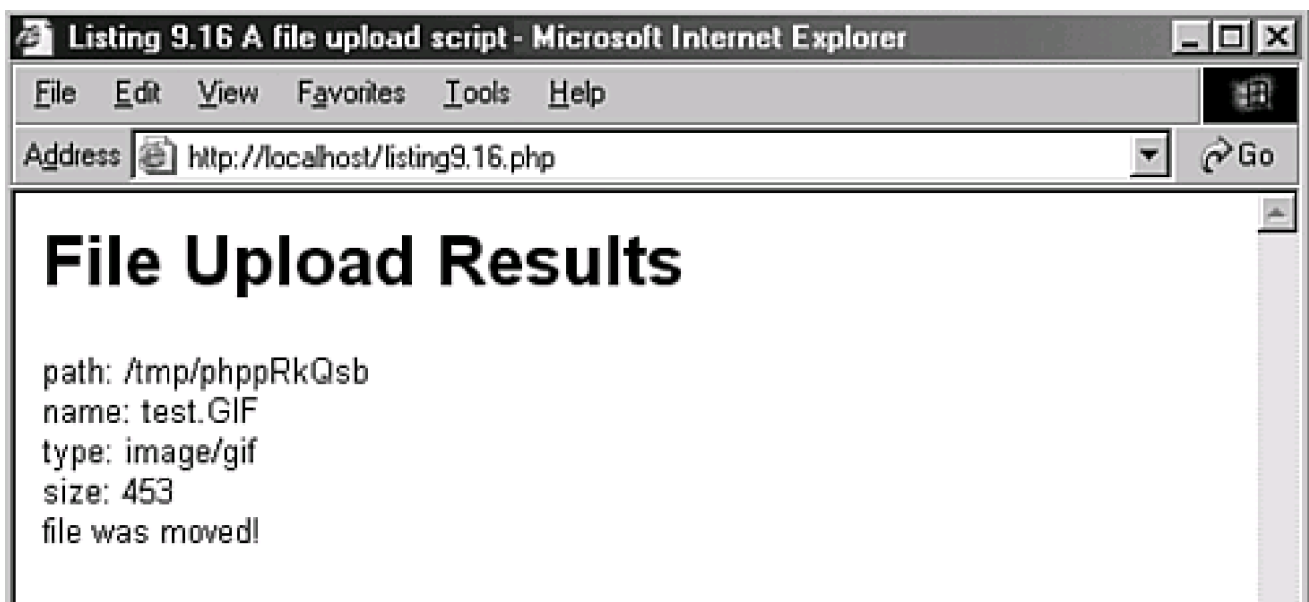 Listing 9.16 A file upload script - Microsoft Internet Explorer
File Edit View Favorites Tools Help
Address http://localhost/listing9.16.php Go
File Upload Results
path: /tmp/phppRkQsb
name: test.GIF
type: image/gif
size: 453
file was moved!